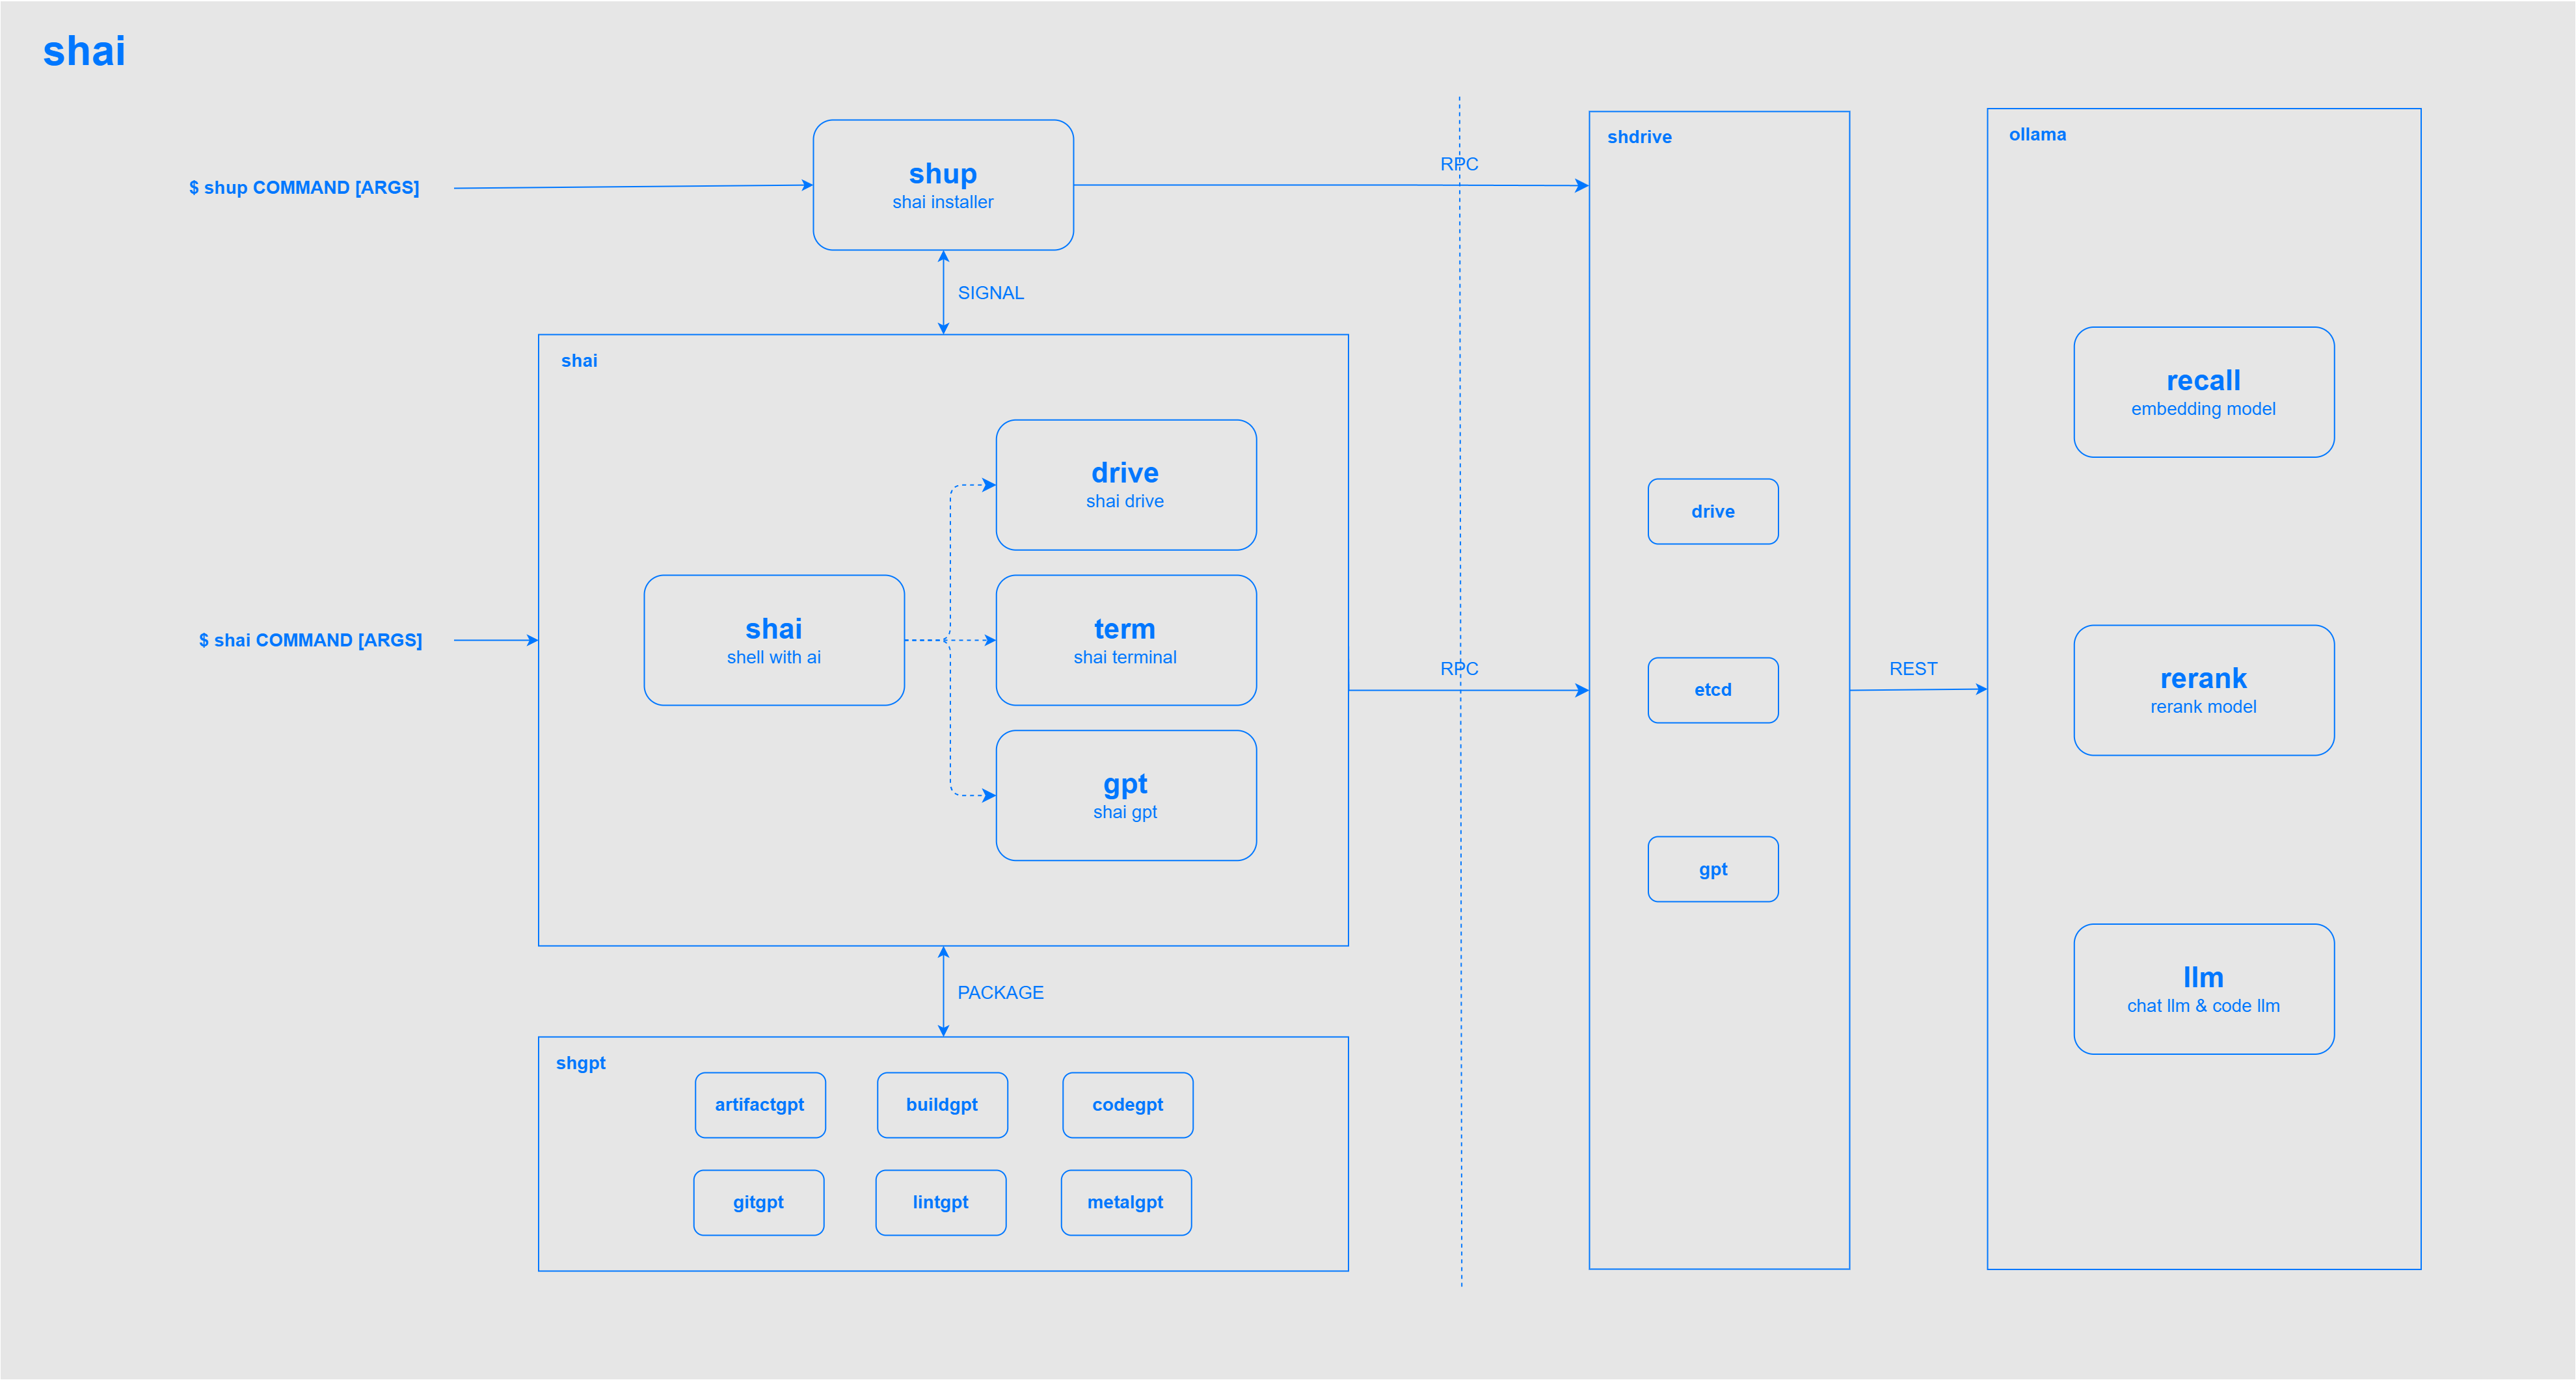 shai
$ shup COMMAND [ARGS]
shup
shai installer
RPC
SIGNAL
shai
$ shai COMMAND [ARGS]
shai
shell with ai
drive
shai drive
term
shai terminal
gpt
shai gpt
RPC
PACKAGE
shgpt
artifactgpt
buildgpt
codegpt
gitgpt
lintgpt
metalgpt
shdrive
drive
etcd
gpt
REST
ollama
recall
embedding model
rerank
rerank model
llm
chat llm & code llm